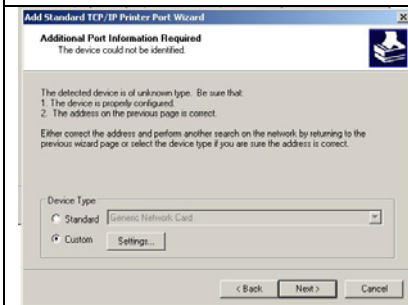 Add Standard TCP/IP Printer Port Wizard
Additional Port Information Required
The device could not be identified.
The detected device is of unknown type. Be sure that:
1. The device is properly configured.
2. The address on the previous page is correct.
Either correct the address and perform another search on the network by returning to the
previous wizard page or select the device type if you are sure the address is correct.
Device Type
Standard Generic Network Card
Custom Settings...
< Back Next > Cancel